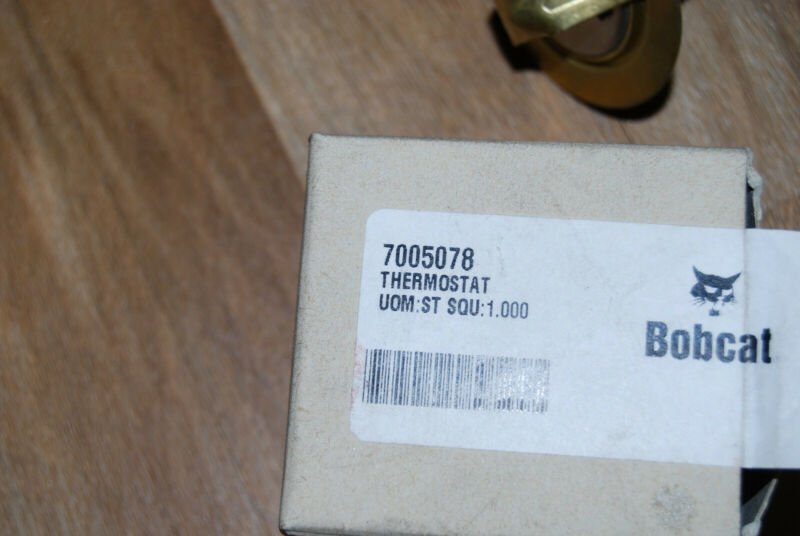 7005078
THERMOSTAT
UOM:ST SQU:1.000
Bobcat